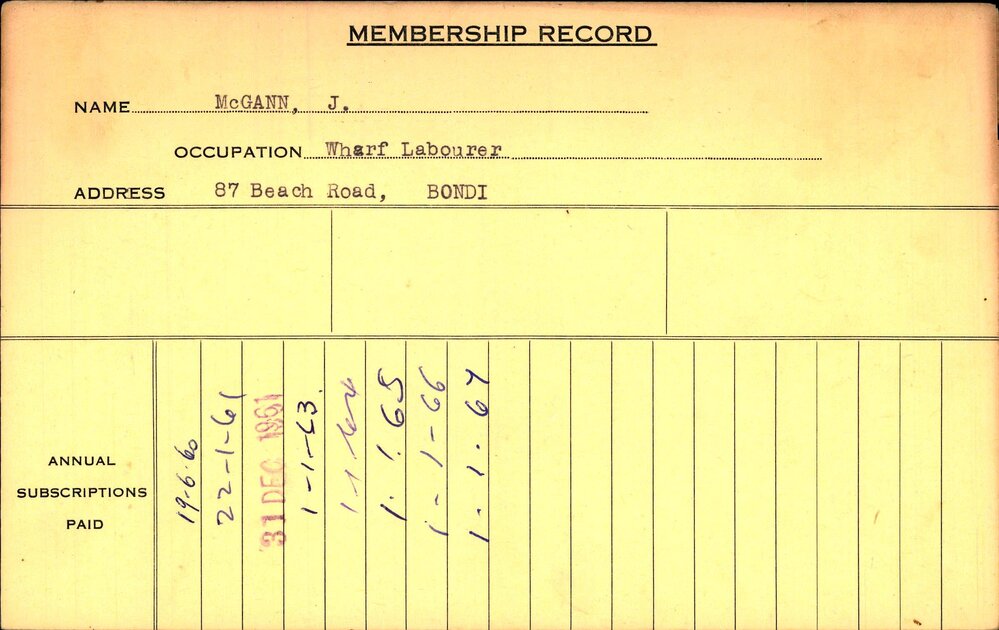 MEMBERSHIP RECORD
NAME McGANN, J.
OCCUPATION Wharf Labourer
ADDRESS 87 Beach Road, BONDI
ANNUAL
SUBSCRIPTIONS
PAID
19-6-60
22-1-61
31 DEC 1961
1-1-63.
1.1.65
1-1-66
1.1.67